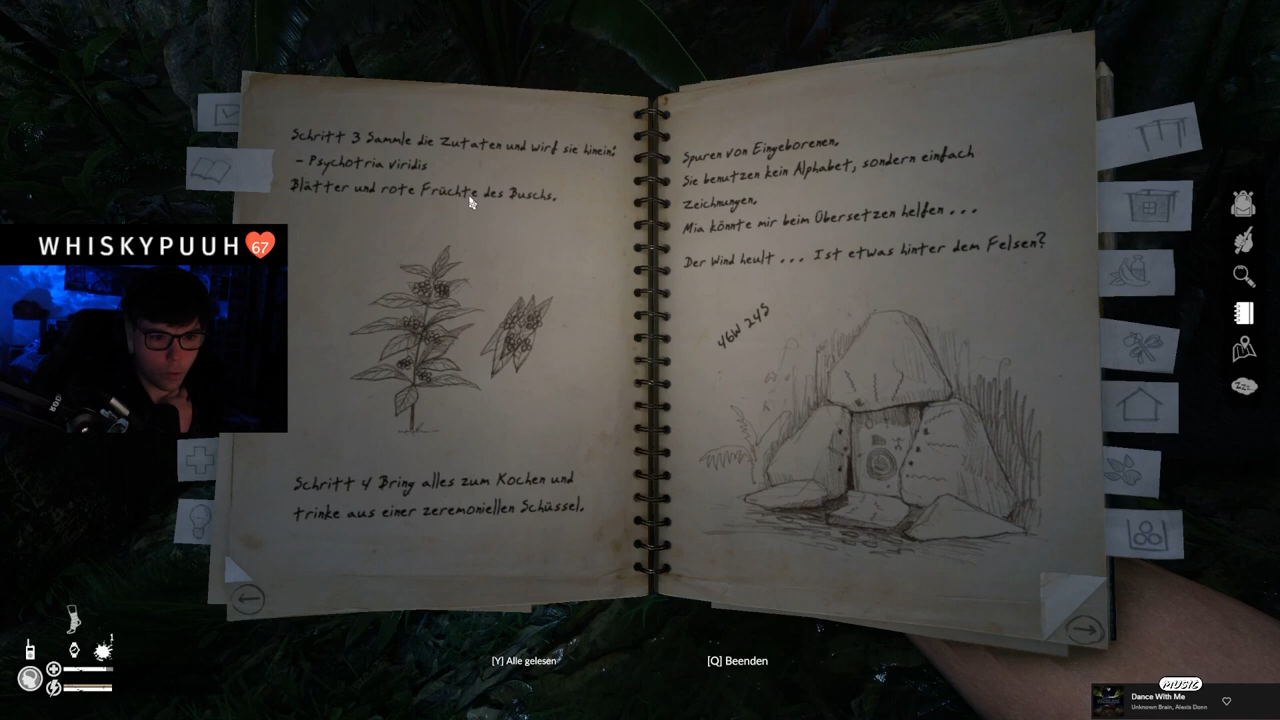 Schritt 3 Sammle die Zutaten und wirf sie hinein:
- Psychotria viridis
Blätter und rote Früchte des Buschs.
WHISKYPUUH 67
Schritt 4 Bring alles zum Kochen und
trinke aus einer zeremoniellen Schüssel.
Spuren von Eingeborenen.
Sie benutzen kein Alphabet, sondern einfach
Zeichnungen.
Mia könnte mir beim Übersetzen helfen ...
Der Wind heult ... Ist etwas hinter dem Felsen?
46W 24S
Zzz
1
[Y] Alle gelesen
[Q] Beenden
MUSIC
Dance With Me
Unknown Brain, Alexis Donn